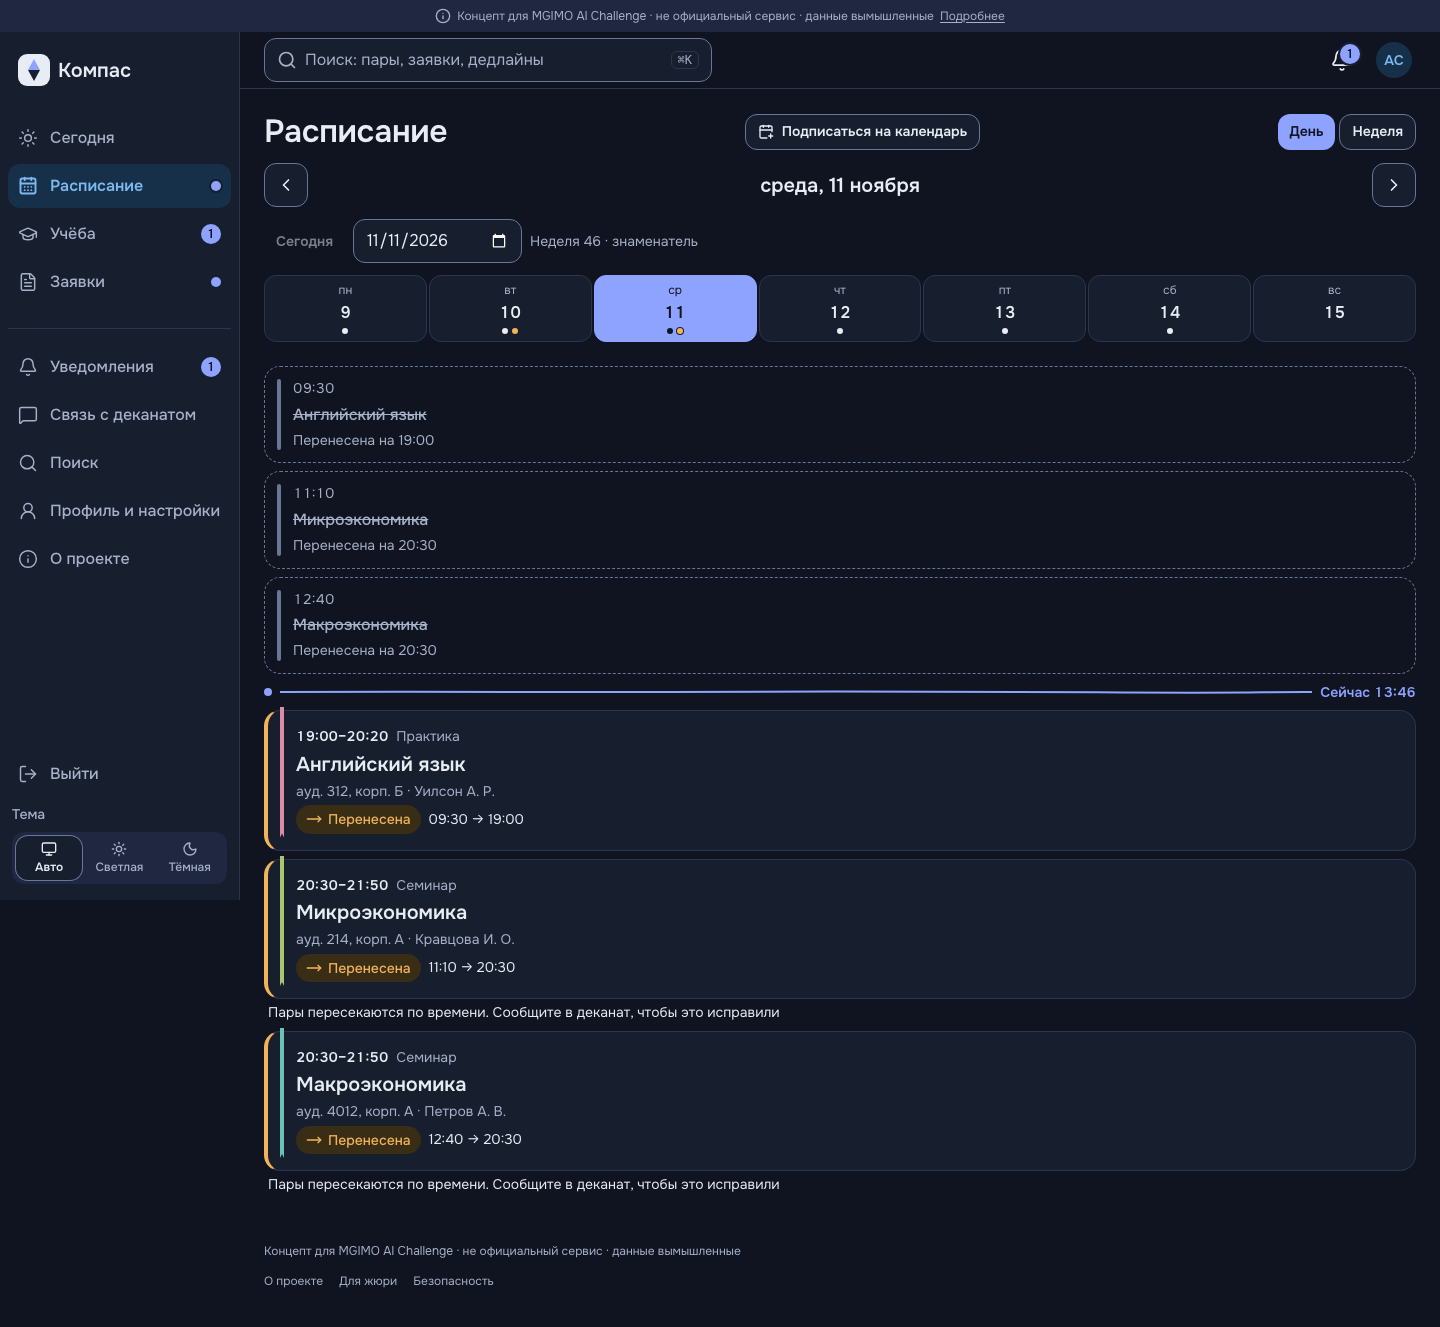 Концепт для MGIMO AI Challenge · не официальный сервис · данные вымышленные Подробнее
Компас
Поиск: пары, заявки, дедлайны
⌘K
1
АС
Сегодня
Расписание
Учёба
1
Заявки
Уведомления
1
Связь с деканатом
Поиск
Профиль и настройки
О проекте
Выйти
Тема
Авто
Светлая
Тёмная
Расписание
Подписаться на календарь
День
Неделя
среда, 11 ноября
Сегодня
11/11/2026
Неделя 46 · знаменатель
пн
9
вт
10
ср
11
чт
12
пт
13
сб
14
вс
15
09:30
Английский язык
Перенесена на 19:00
11:10
Микроэкономика
Перенесена на 20:30
12:40
Макроэкономика
Перенесена на 20:30
Сейчас 13:46
19:00–20:20 Практика
Английский язык
ауд. 312, корп. Б · Уилсон А. Р.
→ Перенесена 09:30 → 19:00
20:30–21:50 Семинар
Микроэкономика
ауд. 214, корп. А · Кравцова И. О.
→ Перенесена 11:10 → 20:30
Пары пересекаются по времени. Сообщите в деканат, чтобы это исправили
20:30–21:50 Семинар
Макроэкономика
ауд. 4012, корп. А · Петров А. В.
→ Перенесена 12:40 → 20:30
Пары пересекаются по времени. Сообщите в деканат, чтобы это исправили
Концепт для MGIMO AI Challenge · не официальный сервис · данные вымышленные
О проекте Для жюри Безопасность